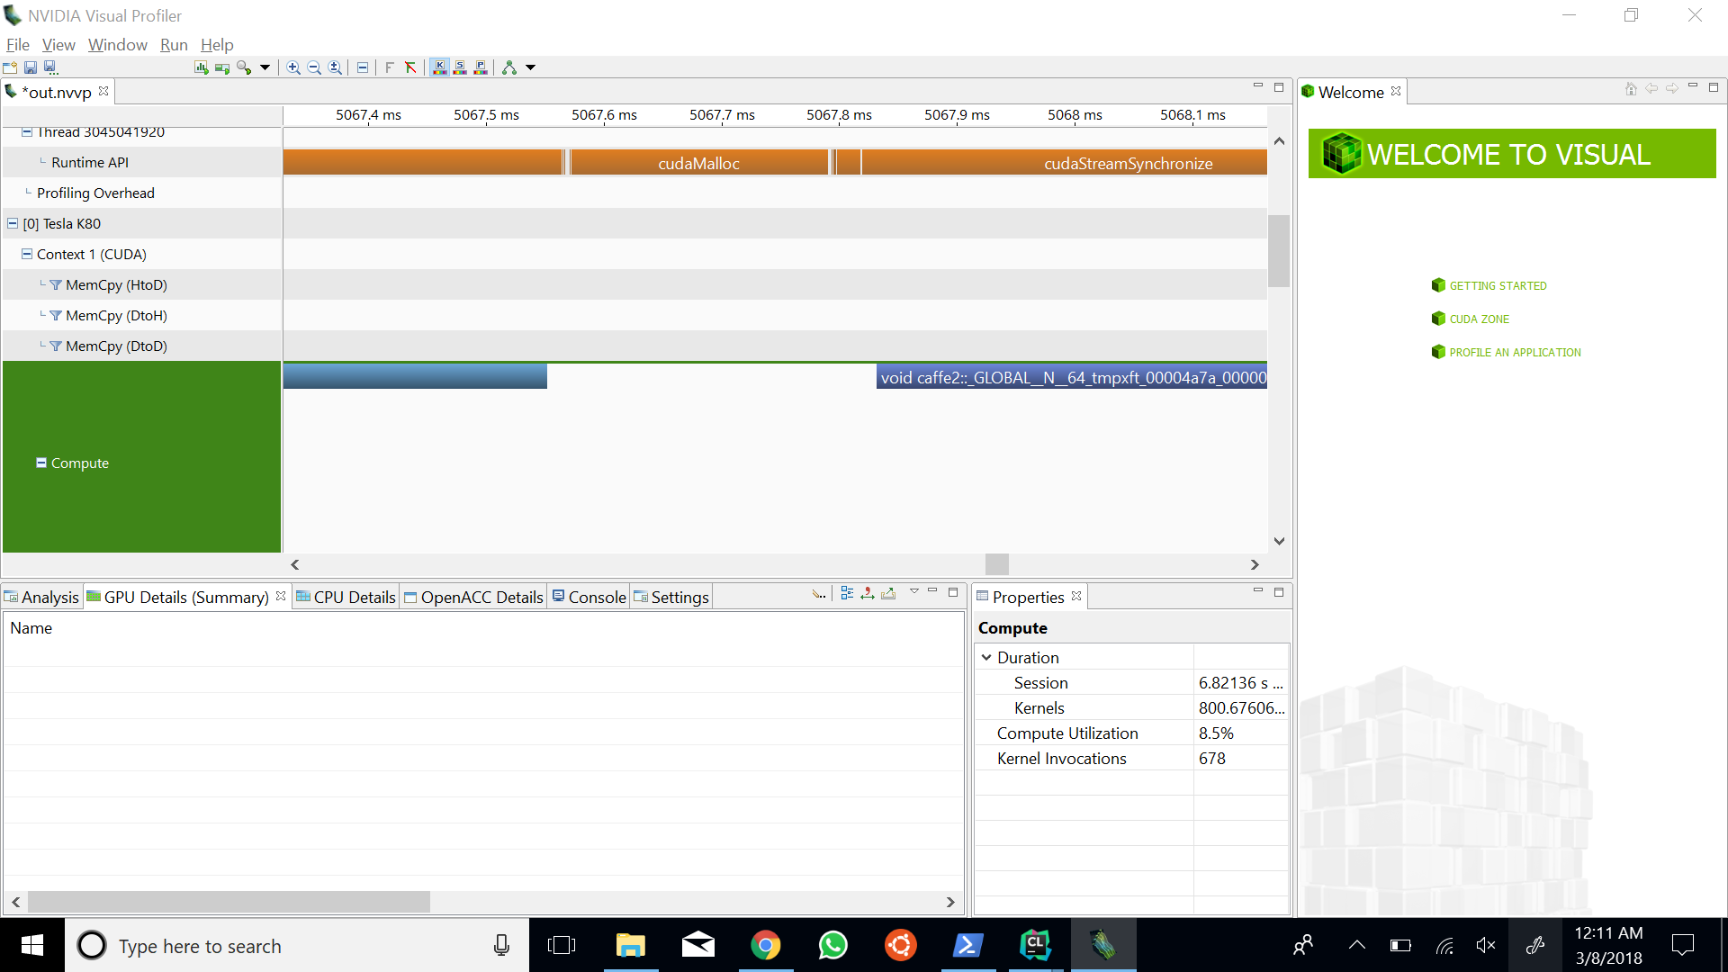 NVIDIA Visual Profiler
File View Window Run Help
K S P
*out.nvvp
5067.4 ms 5067.5 ms 5067.6 ms 5067.7 ms 5067.8 ms 5067.9 ms 5068 ms 5068.1 ms
Thread 3045041920
Runtime API
cudaMalloc
cudaStreamSynchronize
Profiling Overhead
[0] Tesla K80
Context 1 (CUDA)
MemCpy (HtoD)
MemCpy (DtoH)
MemCpy (DtoD)
void caffe2::_GLOBAL__N__64_tmpxft_00004a7a_00000
Compute
Welcome
WELCOME TO VISUAL
GETTING STARTED
CUDA ZONE
PROFILE AN APPLICATION
Analysis GPU Details (Summary) CPU Details OpenACC Details Console Settings
Name
Properties
Compute
Duration
Session 6.82136 s ...
Kernels 800.67606...
Compute Utilization 8.5%
Kernel Invocations 678
Type here to search
CL
12:11 AM
3/8/2018